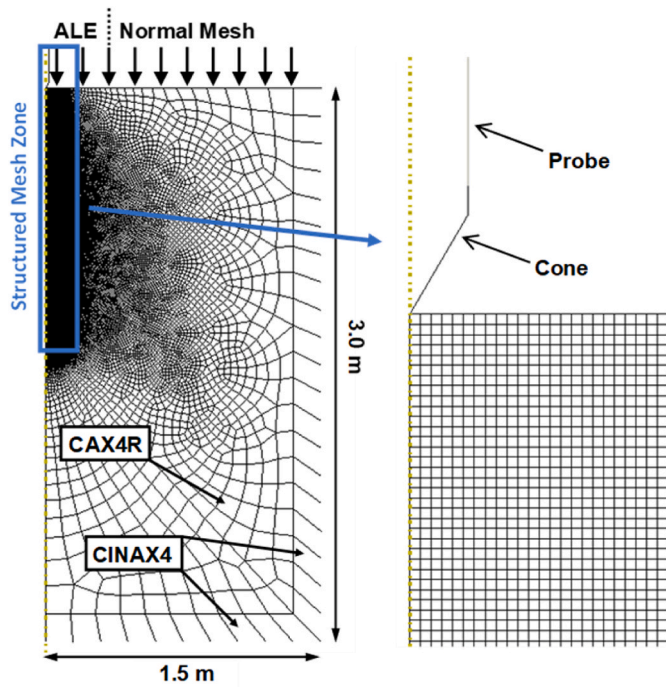 ALE
Normal Mesh
Structured Mesh Zone
Probe
Cone
3.0 m
CAX4R
CINAX4
1.5 m